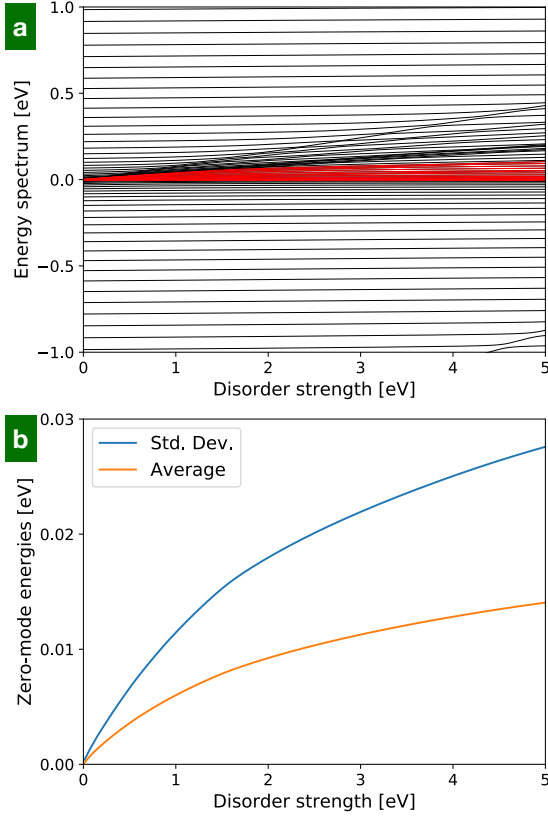 a
Energy spectrum [eV]
1.0
0.5
0.0
−0.5
−1.0
0 1 2 3 4 5
Disorder strength [eV]
b
Zero-mode energies [eV]
0.03
0.02
0.01
0.00
Std. Dev.
Average
0 1 2 3 4 5
Disorder strength [eV]